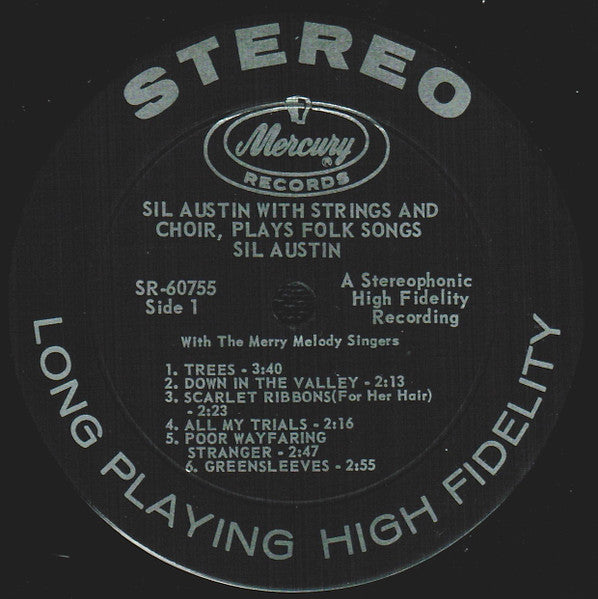 STEREO
Mercury
®
RECORDS
SIL AUSTIN WITH STRINGS AND
CHOIR, PLAYS FOLK SONGS
SIL AUSTIN
SR-60755
Side 1
A Stereophonic
High Fidelity
Recording
With The Merry Melody Singers
1. TREES - 3:40
2. DOWN IN THE VALLEY - 2:13
3. SCARLET RIBBONS(For Her Hair)
- 2:23
4. ALL MY TRIALS - 2:16
5. POOR WAYFARING
STRANGER - 2:47
6. GREENSLEEVES - 2:55
LONG PLAYING HIGH FIDELITY